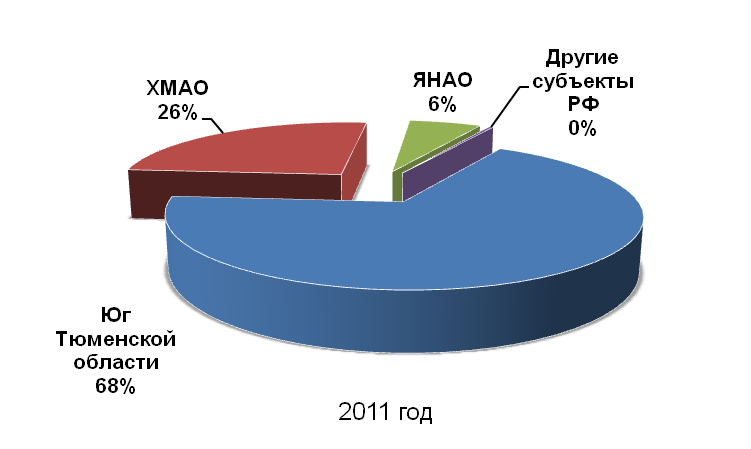 Другие
субъекты
РФ
0%
ЯНАО
6%
ХМАО
26%
Юг
Тюменской
области
68%
2011 год